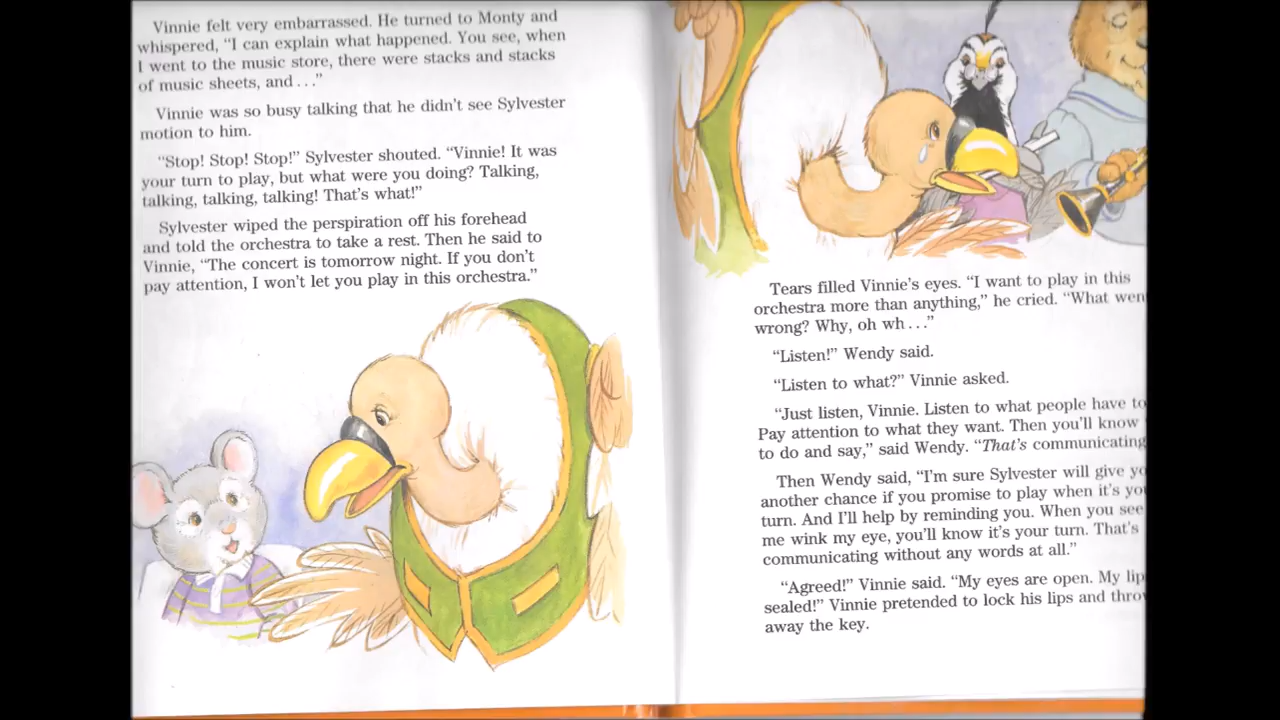 Vinnie felt very embarrassed. He turned to Monty and
whispered, “I can explain what happened. You see, when
I went to the music store, there were stacks and stacks
of music sheets, and . . .”
Vinnie was so busy talking that he didn’t see Sylvester
motion to him.
“Stop! Stop! Stop!” Sylvester shouted. “Vinnie! It was
your turn to play, but what were you doing? Talking,
talking, talking, talking! That’s what!”
Sylvester wiped the perspiration off his forehead
and told the orchestra to take a rest. Then he said to
Vinnie, “The concert is tomorrow night. If you don’t
pay attention, I won’t let you play in this orchestra.”
Tears filled Vinnie’s eyes. “I want to play in this
orchestra more than anything,” he cried. “What wen
wrong? Why, oh wh . . .”
“Listen!” Wendy said.
“Listen to what?” Vinnie asked.
“Just listen, Vinnie. Listen to what people have to
Pay attention to what they want. Then you’ll know
to do and say,” said Wendy. “That’s communicating
Then Wendy said, “I’m sure Sylvester will give yo
another chance if you promise to play when it’s yo
turn. And I’ll help by reminding you. When you see
me wink my eye, you’ll know it’s your turn. That’s
communicating without any words at all.”
“Agreed!” Vinnie said. “My eyes are open. My lip
sealed!” Vinnie pretended to lock his lips and thro
away the key.